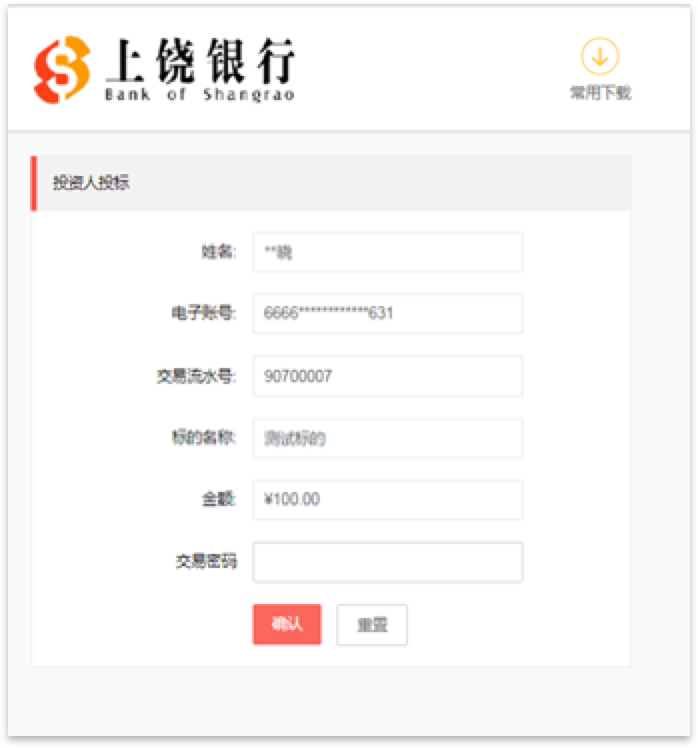 上饶银行
Bank of Shangrao
常用下载
投资人投标
姓名: **晓
电子账号: 6666************631
交易流水号: 90700007
标的名称: 测试标的
金额: ¥100.00
交易密码
确认 重置